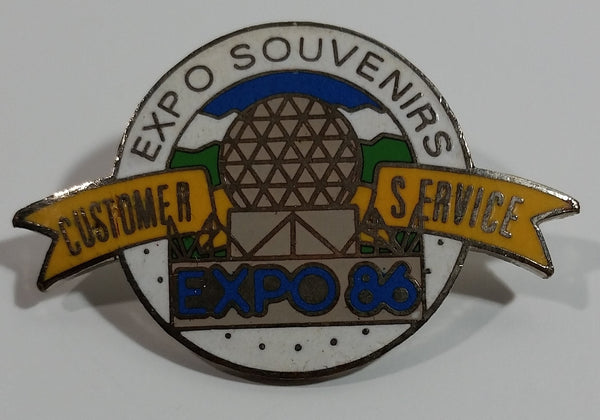 EXPO SOUVENIRS
CUSTOMER SERVICE
EXPO 86